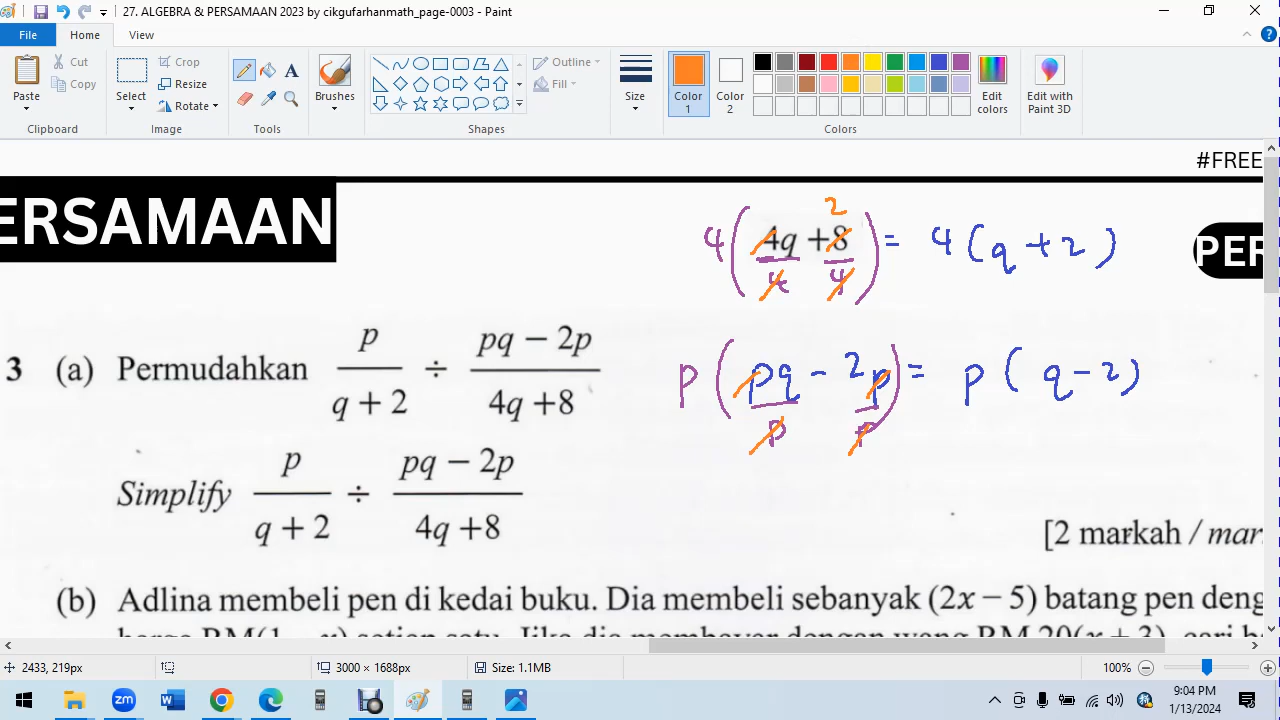 27. ALGEBRA & PERSAMAAN 2023 by cikgufarhanmath_page-0003 - Paint
File Home View
Paste Cut Copy Clipboard
Select Crop Resize Rotate Image
Tools
Brushes
Outline Fill Shapes
Size
Color 1 Color 2 Edit colors Edit with Paint 3D Colors
#FREE
ERSAMAAN
PER
4(4q/4 + 8/4) = 4(q + 2)
2
3 (a) Permudahkan p/(q + 2) ÷ (pq − 2p)/(4q + 8)
p(pq/p − 2p/p) = p(q − 2)
Simplify p/(q + 2) ÷ (pq − 2p)/(4q + 8)
[2 markah / mar
(b) Adlina membeli pen di kedai buku. Dia membeli sebanyak (2x − 5) batang pen deng
2433, 219px 3000 × 1688px Size: 1.1MB 100%
9:04 PM
1/13/2024